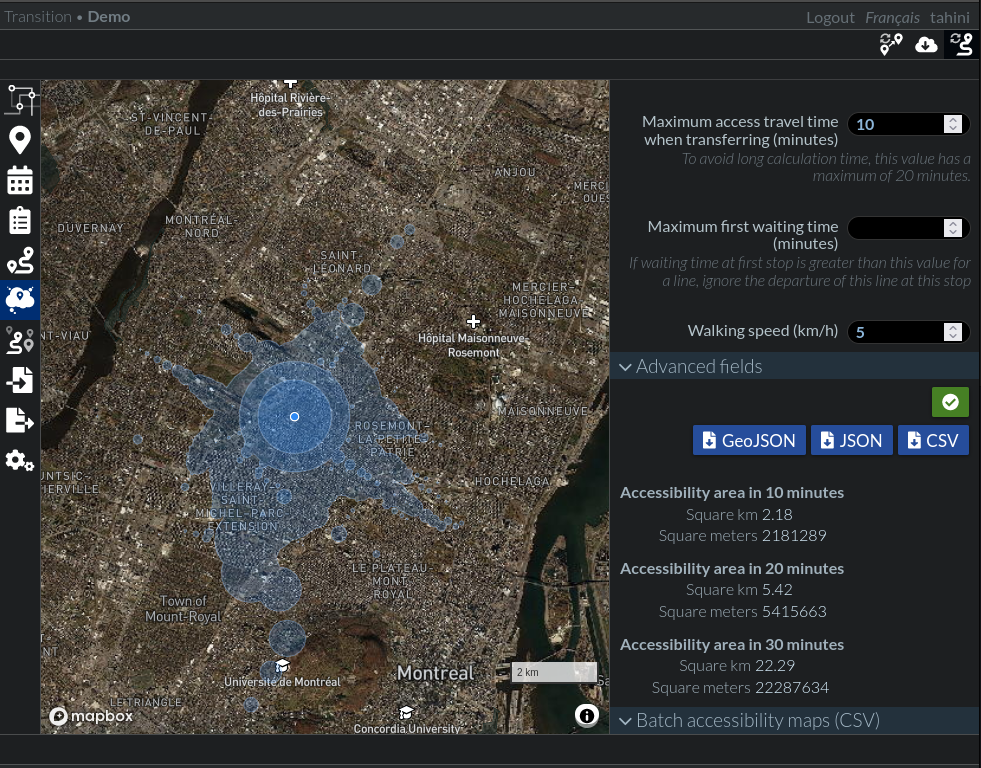 Transition • Demo
Logout Français tahini
Hôpital Rivière-
des-Prairies
ST-VINCENT-
DE-PAUL
ANJOU
MONTRÉAL-
NORD
DUVERNAY
SAINT-
LÉONARD
MERCIER-
HOCHELAGA-
MAISONNEUVE
Hôpital Maisonneuve-
Rosemont
NT-VIAU
MAISONNEUVE
ROSEMONT-
LA PETITE-
PATRIE
HOCHELAGA
VILLERAY-
SAINT-
MICHEL-PARC-
EXTENSION
LE PLATEAU-
MONT-
ROYAL
Town of
Mount-Royal
Université de Montréal
Montreal
2 km
LE TRIANGLE
mapbox
Concordia University
Maximum access travel time
when transferring (minutes)
10
To avoid long calculation time, this value has a
maximum of 20 minutes.
Maximum first waiting time
(minutes)
If waiting time at first stop is greater than this value for
a line, ignore the departure of this line at this stop
Walking speed (km/h)
5
Advanced fields
GeoJSON
JSON
CSV
Accessibility area in 10 minutes
Square km 2.18
Square meters 2181289
Accessibility area in 20 minutes
Square km 5.42
Square meters 5415663
Accessibility area in 30 minutes
Square km 22.29
Square meters 22287634
Batch accessibility maps (CSV)